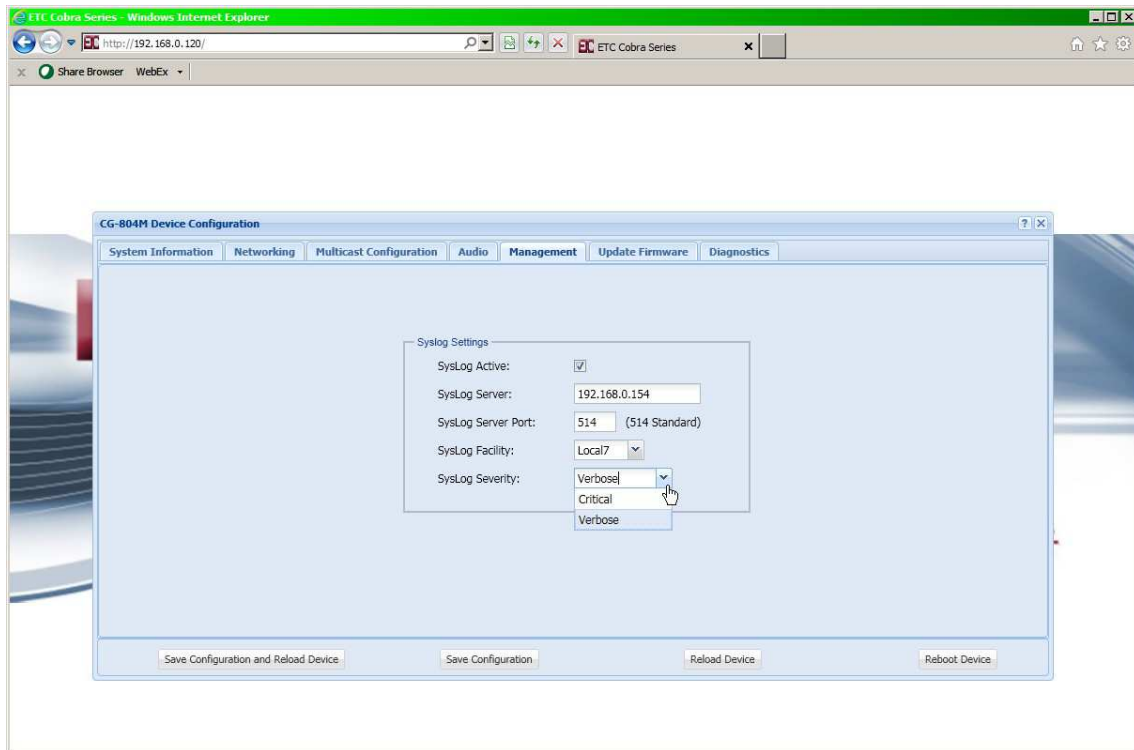 ETC Cobra Series - Windows Internet Explorer
EC http://192.168.0.120/
EC ETC Cobra Series
x Share Browser WebEx
CG-804M Device Configuration
System Information Networking Multicast Configuration Audio Management Update Firmware Diagnostics
Syslog Settings
SysLog Active:
SysLog Server: 192.168.0.154
SysLog Server Port: 514 (514 Standard)
SysLog Facility: Local7
SysLog Severity: Verbose
Critical
Verbose
Save Configuration and Reload Device Save Configuration Reload Device Reboot Device